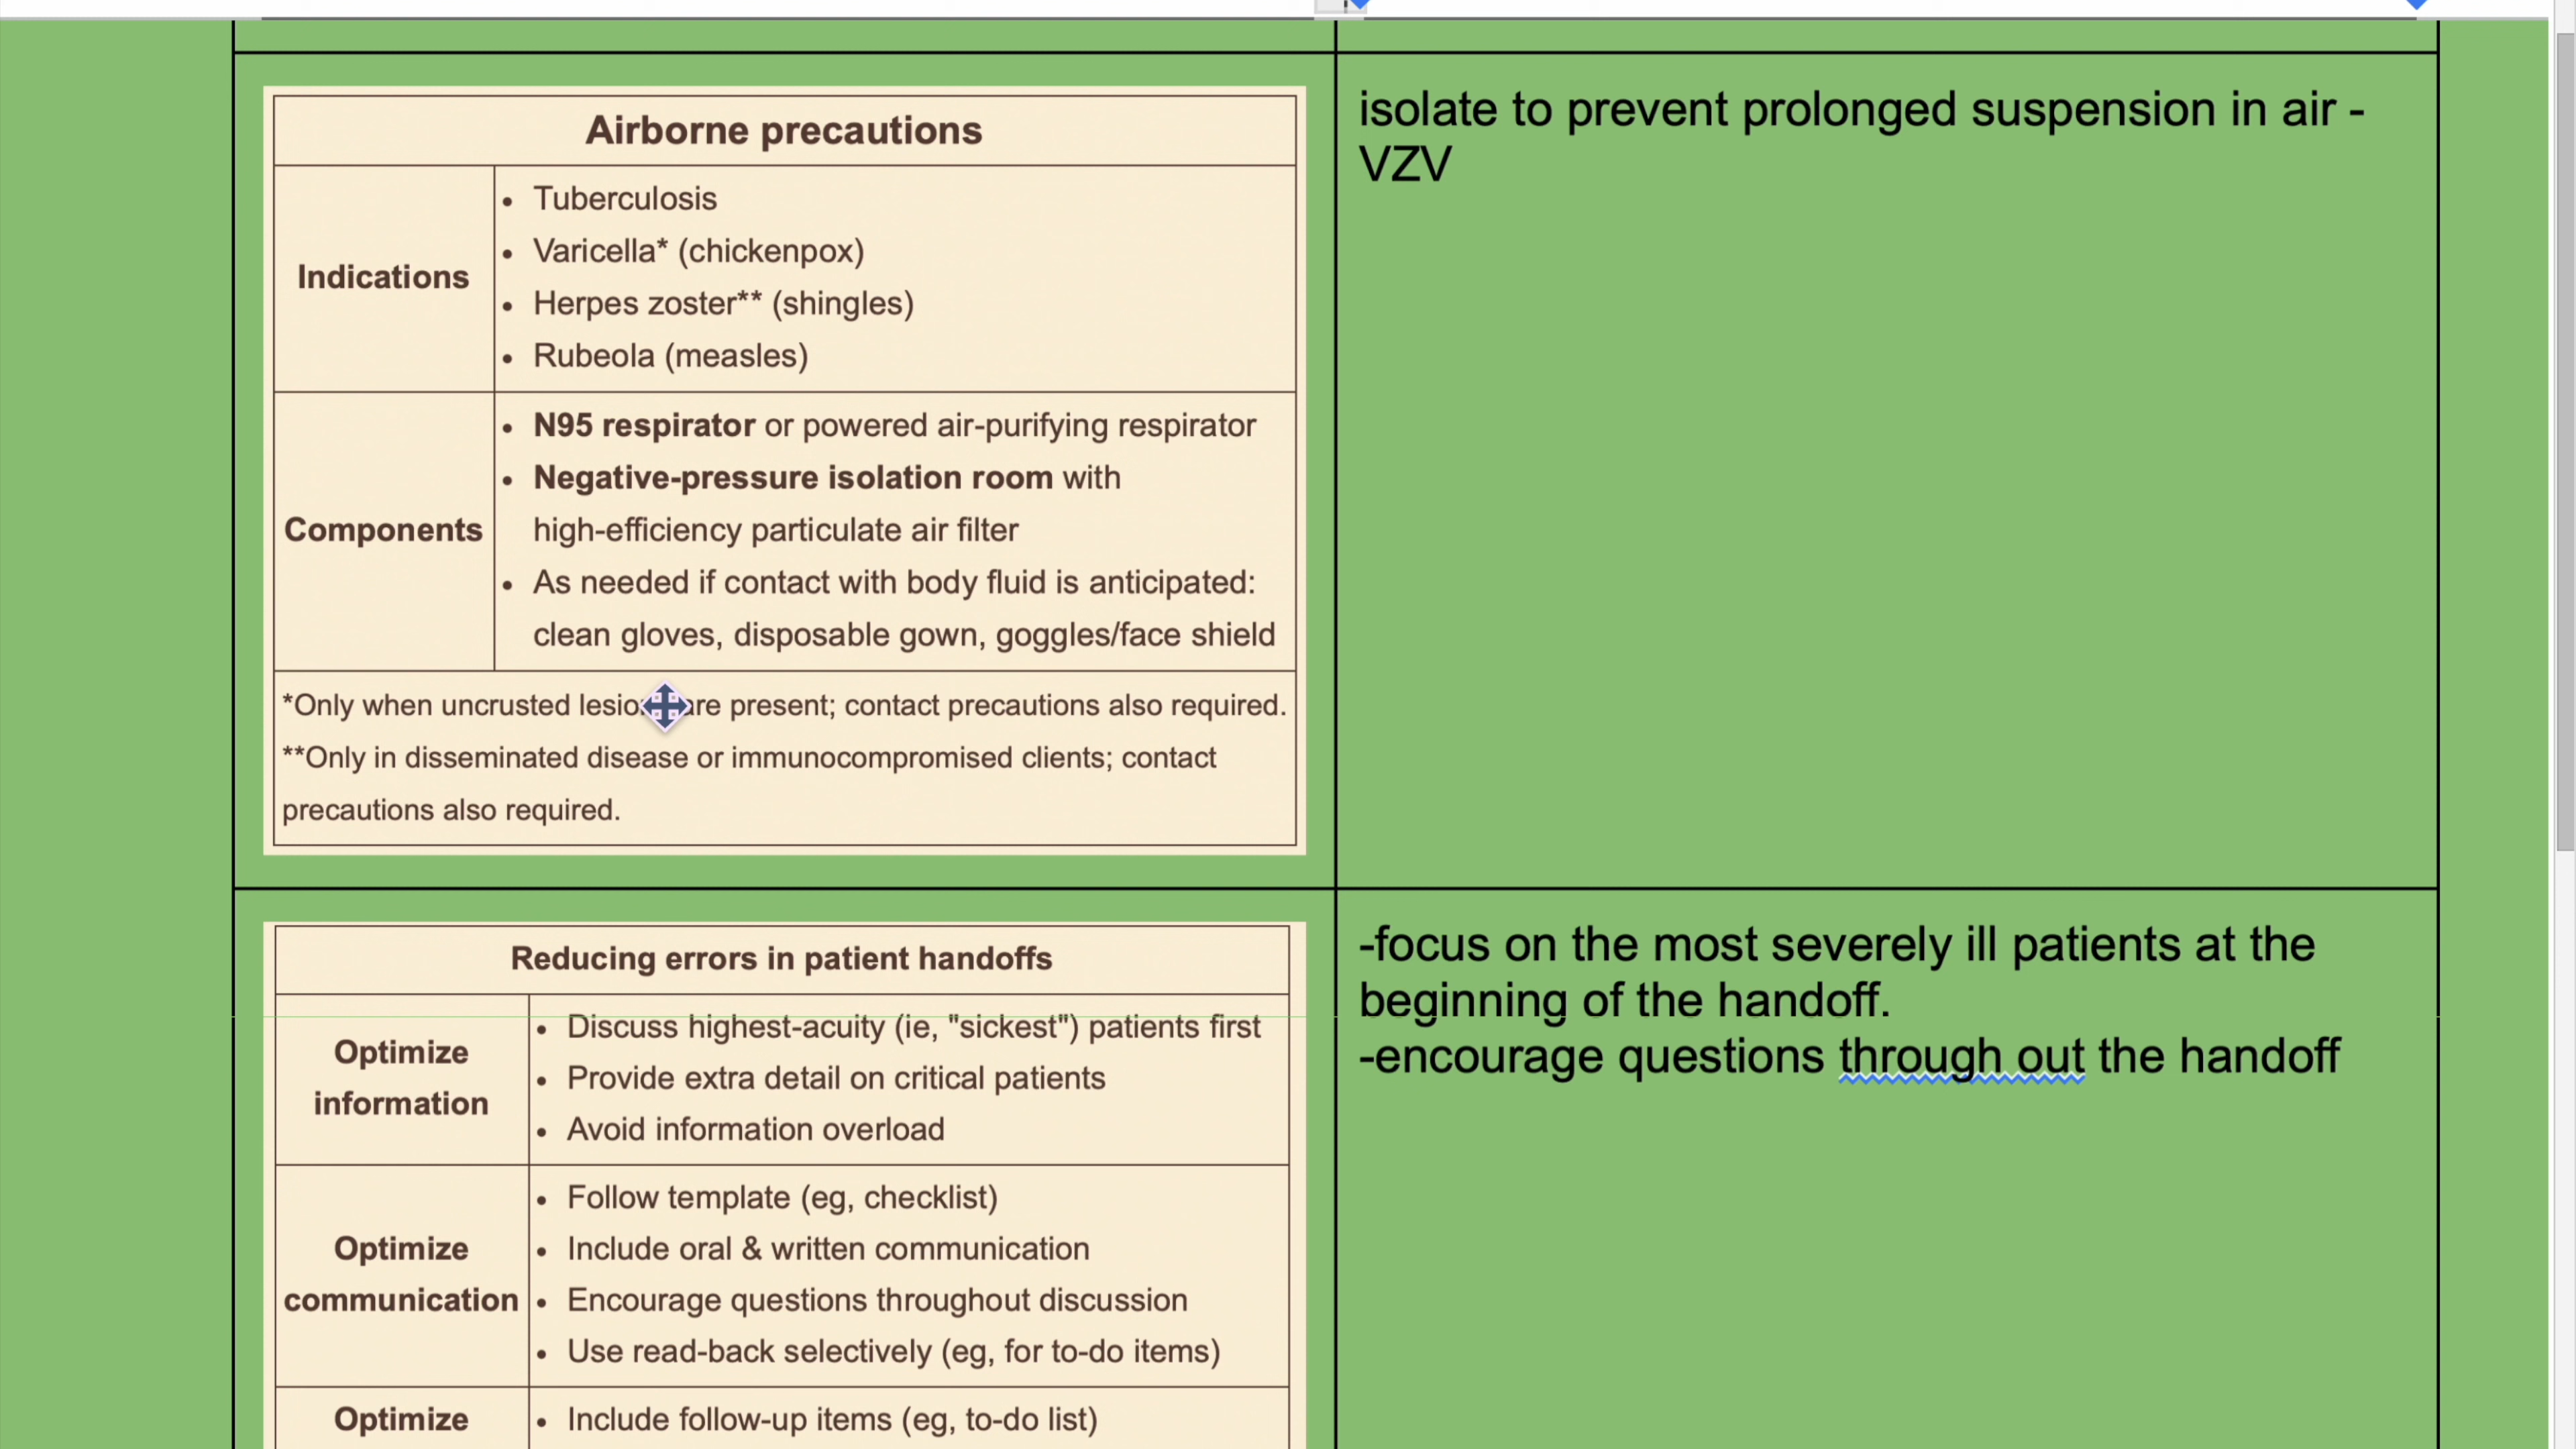 Airborne precautions
Indications
• Tuberculosis
• Varicella* (chickenpox)
• Herpes zoster** (shingles)
• Rubeola (measles)
Components
• N95 respirator or powered air-purifying respirator
• Negative-pressure isolation room with
high-efficiency particulate air filter
• As needed if contact with body fluid is anticipated:
clean gloves, disposable gown, goggles/face shield
*Only when uncrusted are present; contact precautions also required.
**Only in disseminated disease or immunocompromised clients; contact
precautions also required.
isolate to prevent prolonged suspension in air -
VZV
Reducing errors in patient handoffs
Optimize
information
• Discuss highest-acuity (ie, "sickest") patients first
• Provide extra detail on critical patients
• Avoid information overload
Optimize
communication
• Follow template (eg, checklist)
• Include oral & written communication
• Encourage questions throughout discussion
• Use read-back selectively (eg, for to-do items)
Optimize
• Include follow-up items (eg, to-do list)
-focus on the most severely ill patients at the
beginning of the handoff.
-encourage questions through out the handoff